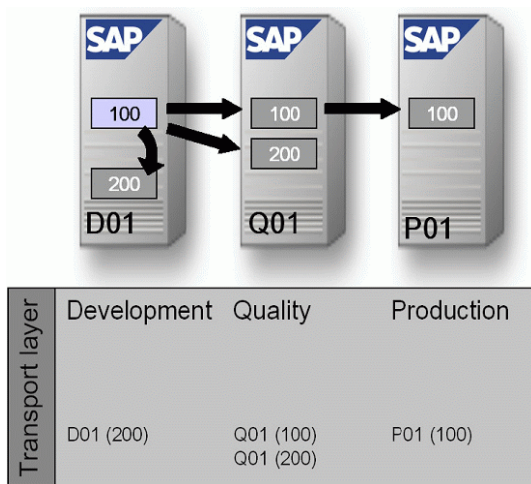 SAP SAP SAP
100 100 100
200
200
D01 Q01 P01
Transport layer
Development Quality Production
D01 (200) Q01 (100) P01 (100)
Q01 (200)